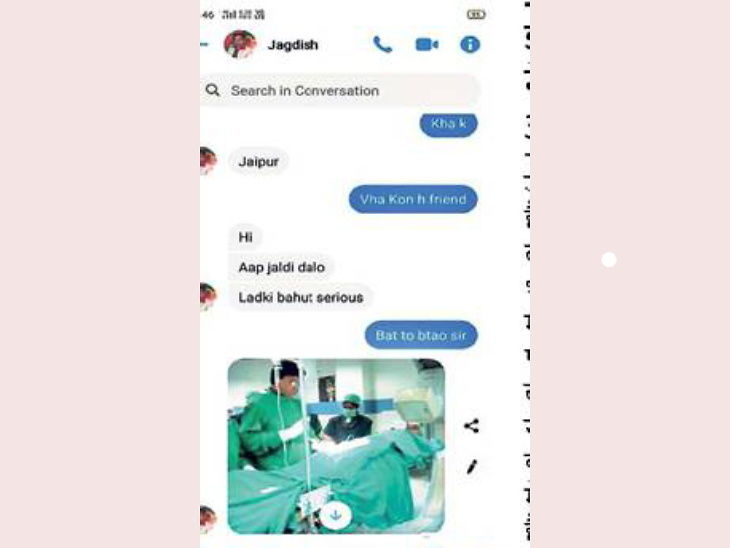 Jagdish
Search in Conversation
Kha k
Jaipur
Vha Kon h friend
Hi
Aap jaldi dalo
Ladki bahut serious
Bat to btao sir